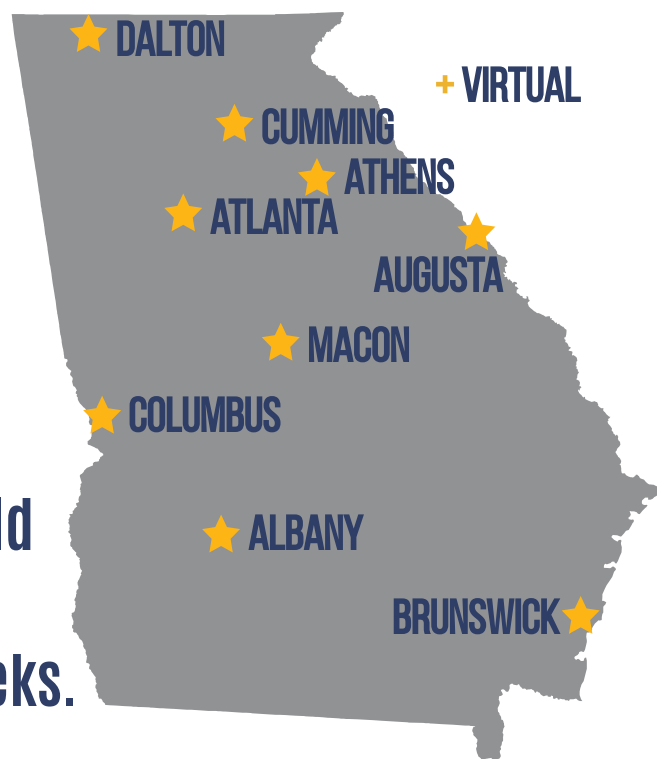 DALTON
+ VIRTUAL
CUMMING
ATHENS
ATLANTA
AUGUSTA
MACON
COLUMBUS
ALBANY
BRUNSWICK